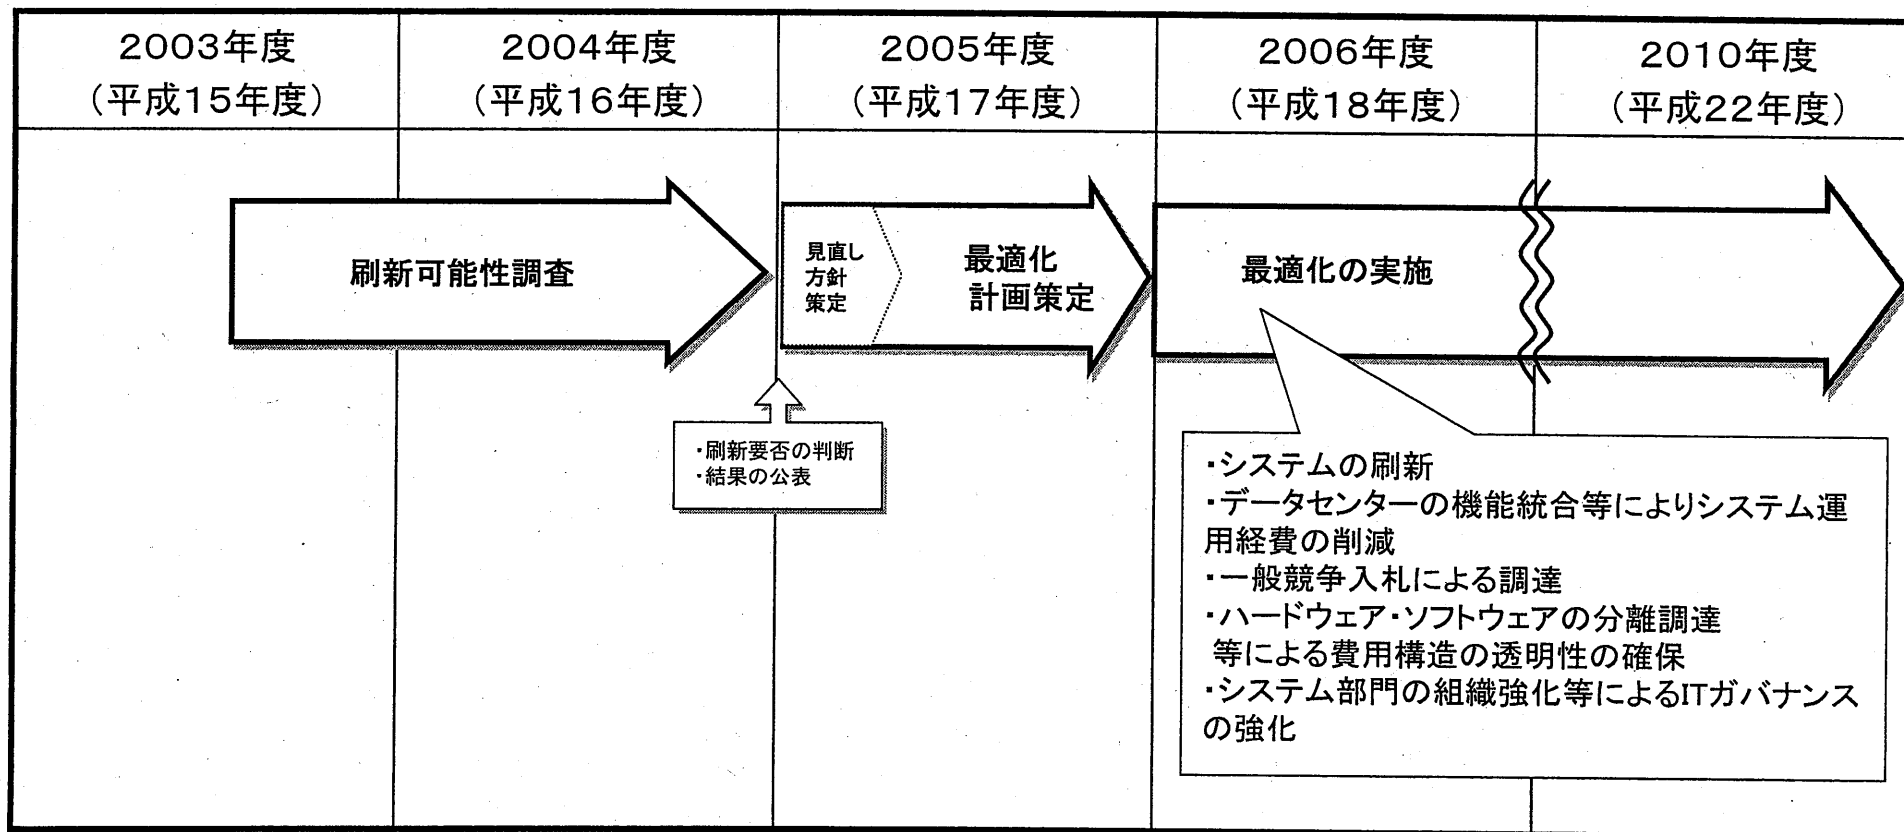 2003年度
（平成15年度）
2004年度
（平成16年度）
2005年度
（平成17年度）
2006年度
（平成18年度）
2010年度
（平成22年度）
刷新可能性調査
見直し
方針
策定
最適化
計画策定
最適化の実施
・刷新要否の判断
・結果の公表
・システムの刷新
・データセンターの機能統合等によりシステム運
用経費の削減
・一般競争入札による調達
・ハードウェア・ソフトウェアの分離調達
等による費用構造の透明性の確保
・システム部門の組織強化等によるITガバナンス
の強化